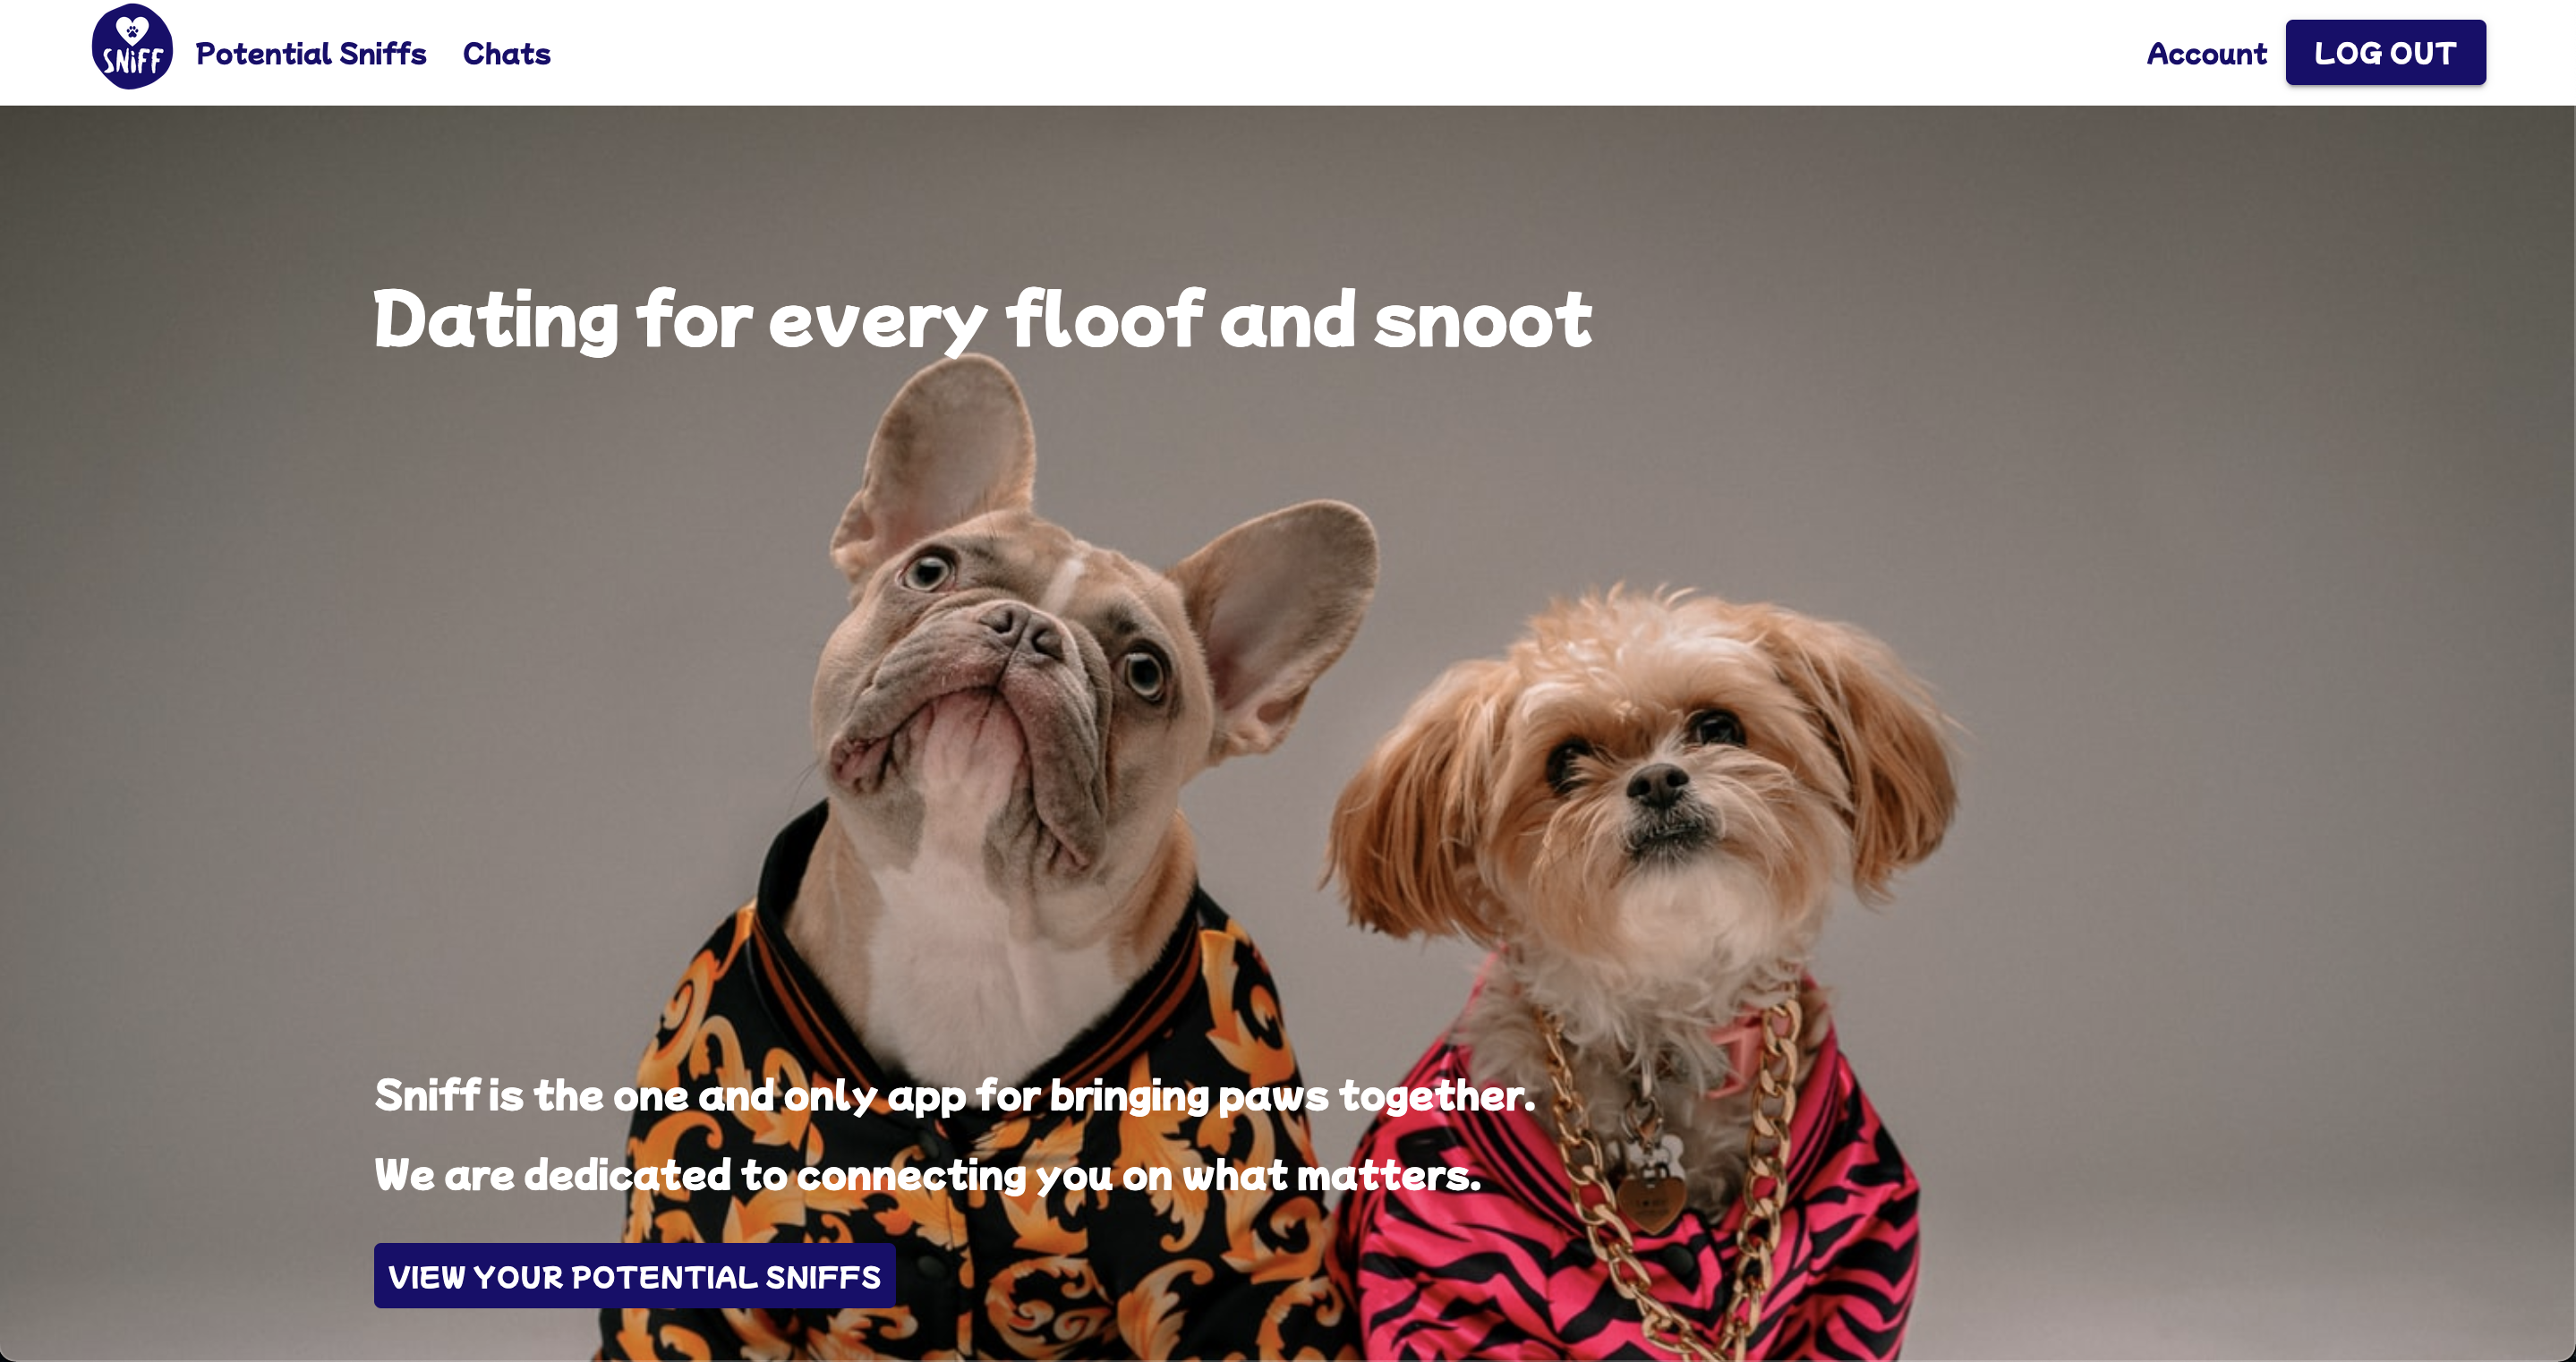 SNiFF
Potential Sniffs
Chats
Account
LOG OUT
Dating for every floof and snoot
Sniff is the one and only app for bringing paws together.
We are dedicated to connecting you on what matters.
VIEW YOUR POTENTIAL SNIFFS